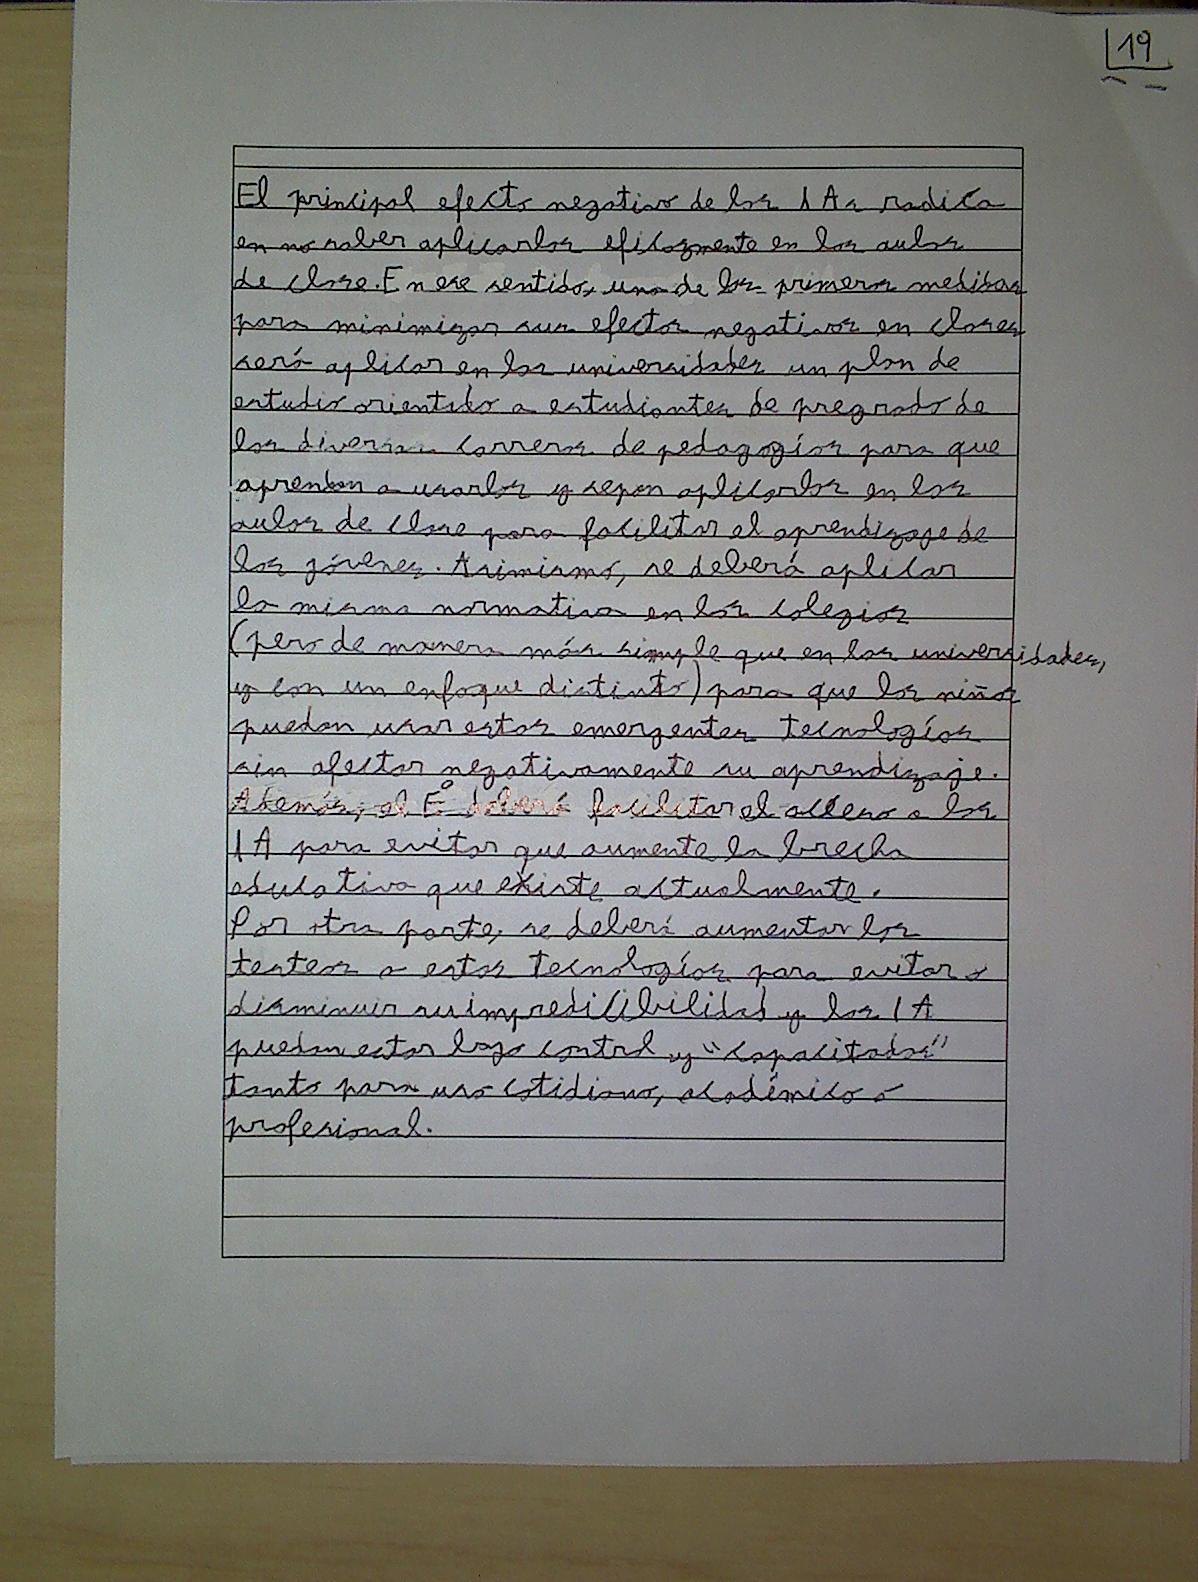 19
El principal efecto negativo de las IAs radica
en no saber aplicarlas eficazmente en las aulas
de clase. En ese sentido, una de las primeras medidas
para minimizar sus efectos negativos en clases
será aplicar en las universidades un plan de
estudio orientado a estudiantes de pregrado de
las diversas carreras de pedagogías para que
aprendan a usarlas y sepan aplicarlas en las
aulas de clase para facilitar el aprendizaje de
los jóvenes. Asimismo, se deberá aplicar
la misma normativa en los colegios
(pero de manera más simple que en las universidades,
y con un enfoque distinto) para que los niños
puedan usar estas emergentes tecnologías
sin afectar negativamente su aprendizaje.
Además, el E° deberá facilitar el acceso a las
IA para evitar que aumente la brecha
educativa que existe actualmente.
Por otra parte, se deberá aumentar los
testeos a estas tecnologías para evitar o
disminuir su impredicibilidad y las IA
puedan estar bajo control y "capacitadas"
tanto para uso cotidiano, académico o
profesional.